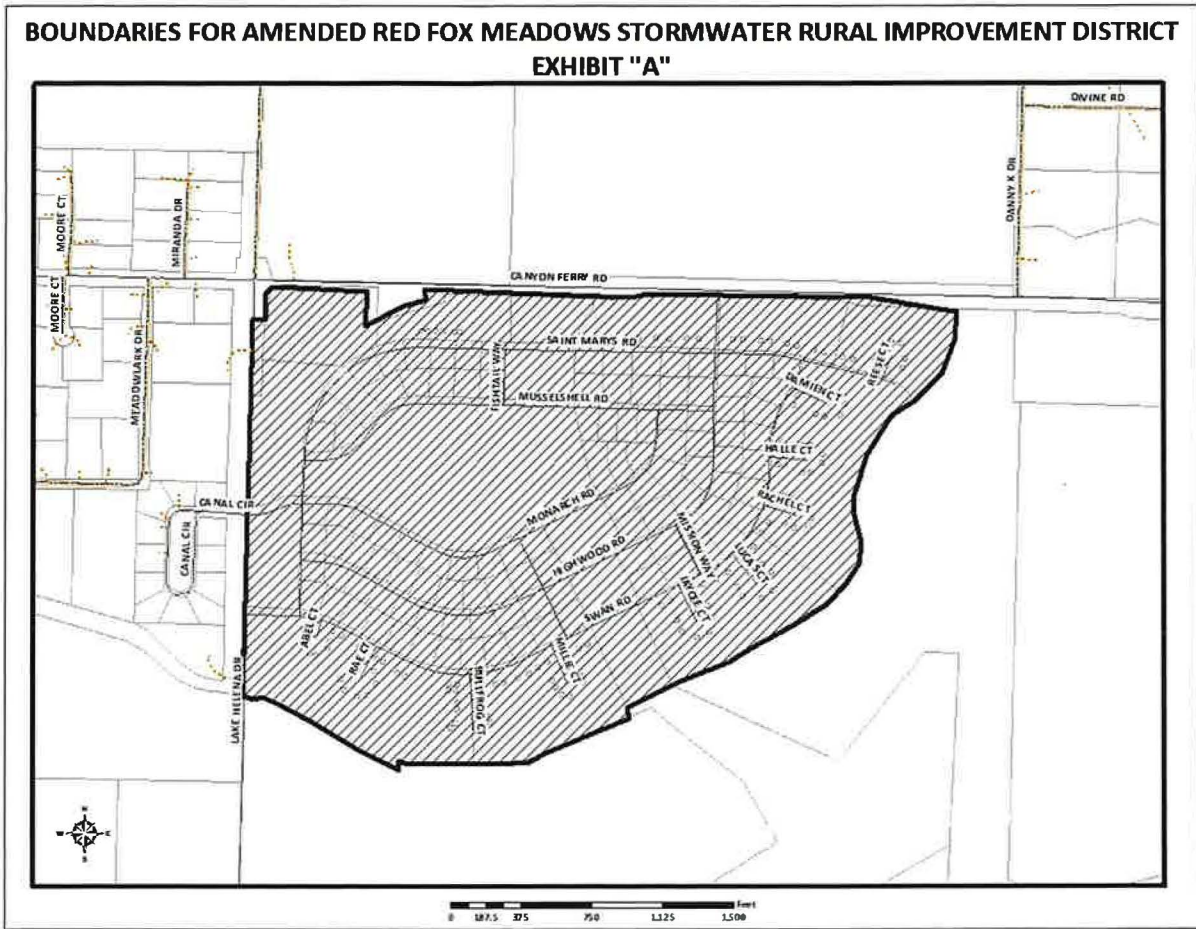 BOUNDARIES FOR AMENDED RED FOX MEADOWS STORMWATER RURAL IMPROVEMENT DISTRICT
EXHIBIT "A"
DIVINE RD
DANNY K DR
MOORE CT
MIRANDA DR
CANYON FERRY RD
MOORE CT
MEADOWLARK DR
SAINT MARYS RD
FISHTAIL WAY
REESE CT
DAMIEN CT
MUSSELSHELL RD
HALLE CT
CANAL CIR
MONARCH RD
RACHEL CT
CANAL CIR
HIGHWOOD RD
MISSION WAY
LUCAS CT
JAYCEE CT
SWAN RD
ABEL CT
RAE CT
MILLIE CT
BULLFROG CT
LAKE HELENA DR
N
W E
S
Feet
0 187.5 375 750 1,125 1,500